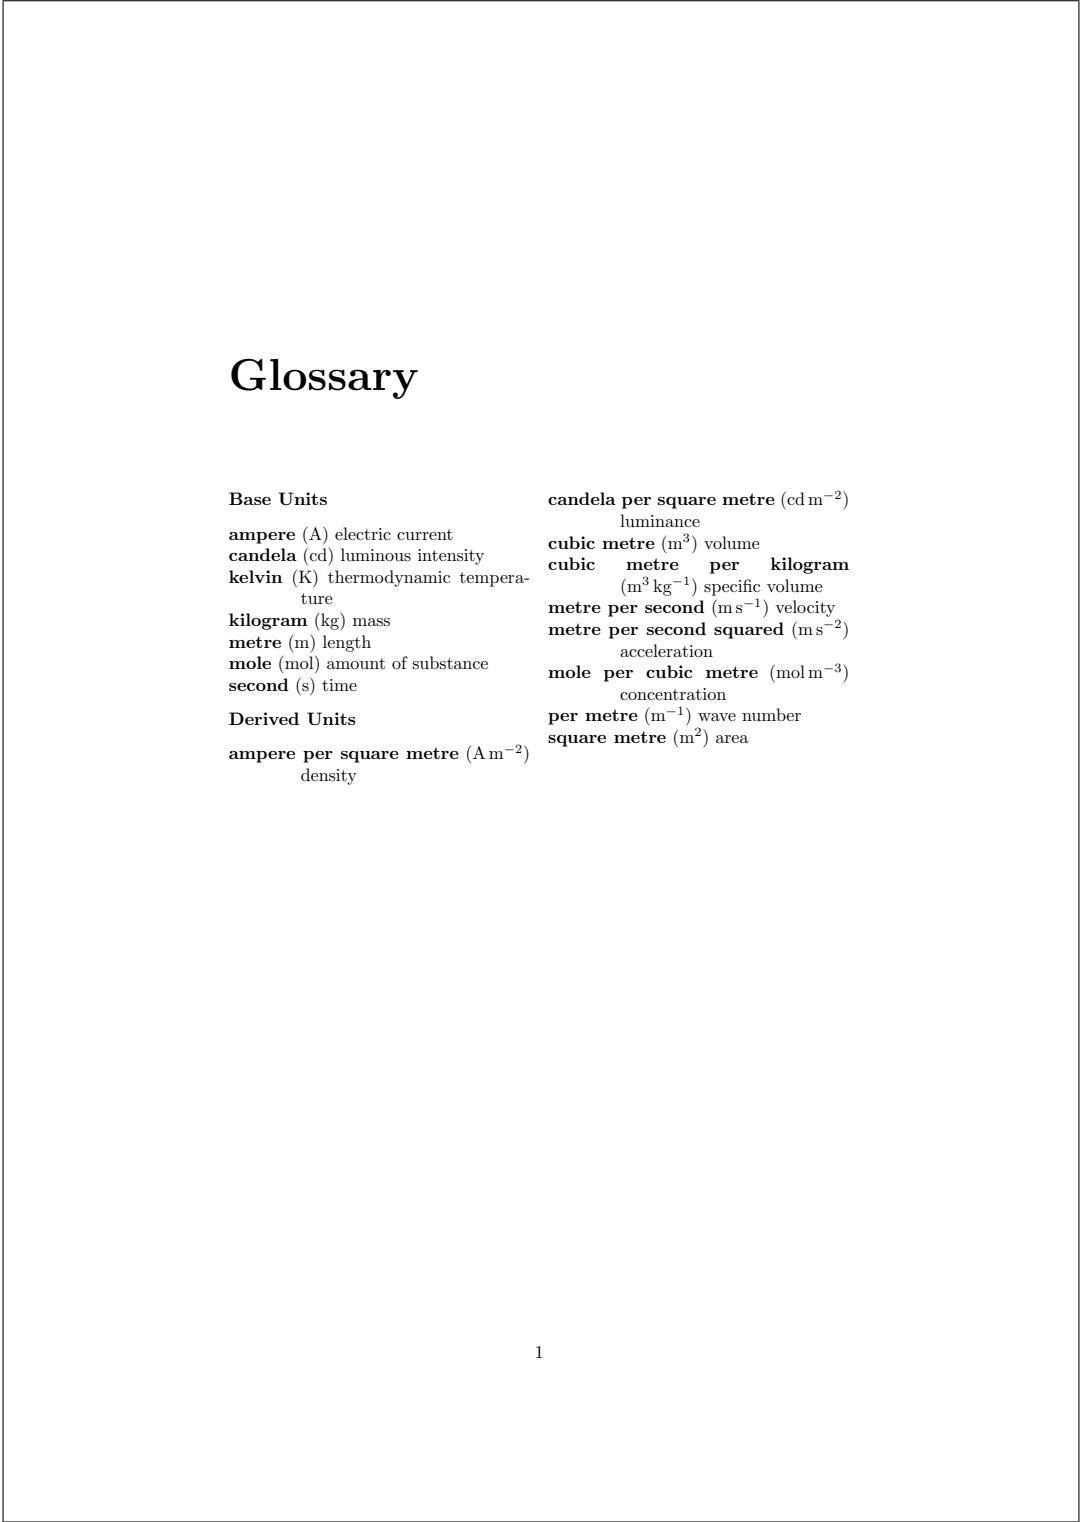 Glossary
Base Units
ampere (A) electric current
candela (cd) luminous intensity
kelvin (K) thermodynamic tempera-
ture
kilogram (kg) mass
metre (m) length
mole (mol) amount of substance
second (s) time
Derived Units
ampere per square metre (A m⁻²)
density
candela per square metre (cd m⁻²)
luminance
cubic metre (m³) volume
cubic metre per kilogram
(m³ kg⁻¹) specific volume
metre per second (m s⁻¹) velocity
metre per second squared (m s⁻²)
acceleration
mole per cubic metre (mol m⁻³)
concentration
per metre (m⁻¹) wave number
square metre (m²) area
1